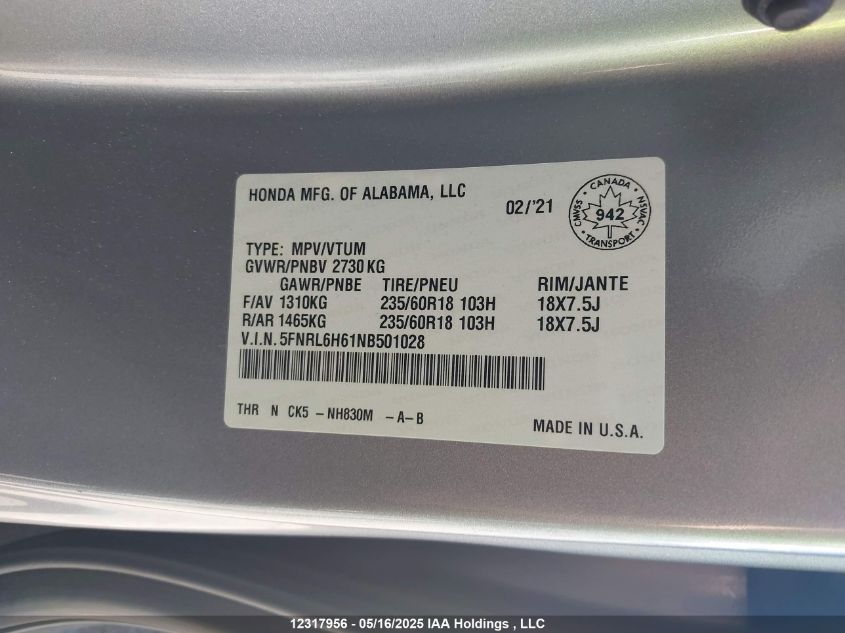 HONDA MFG. OF ALABAMA, LLC
02/'21
CANADA
CMVSS
942
NSVAC
TRANSPORT
TYPE: MPV/VTUM
GVWR/PNBV 2730 KG
GAWR/PNBE TIRE/PNEU RIM/JANTE
F/AV 1310KG 235/60R18 103H 18X7.5J
R/AR 1465KG 235/60R18 103H 18X7.5J
V.I.N. 5FNRL6H61NB501028
THR N CK5 -NH830M -A-B
MADE IN U.S.A.
12317956 - 05/16/2025 IAA Holdings , LLC